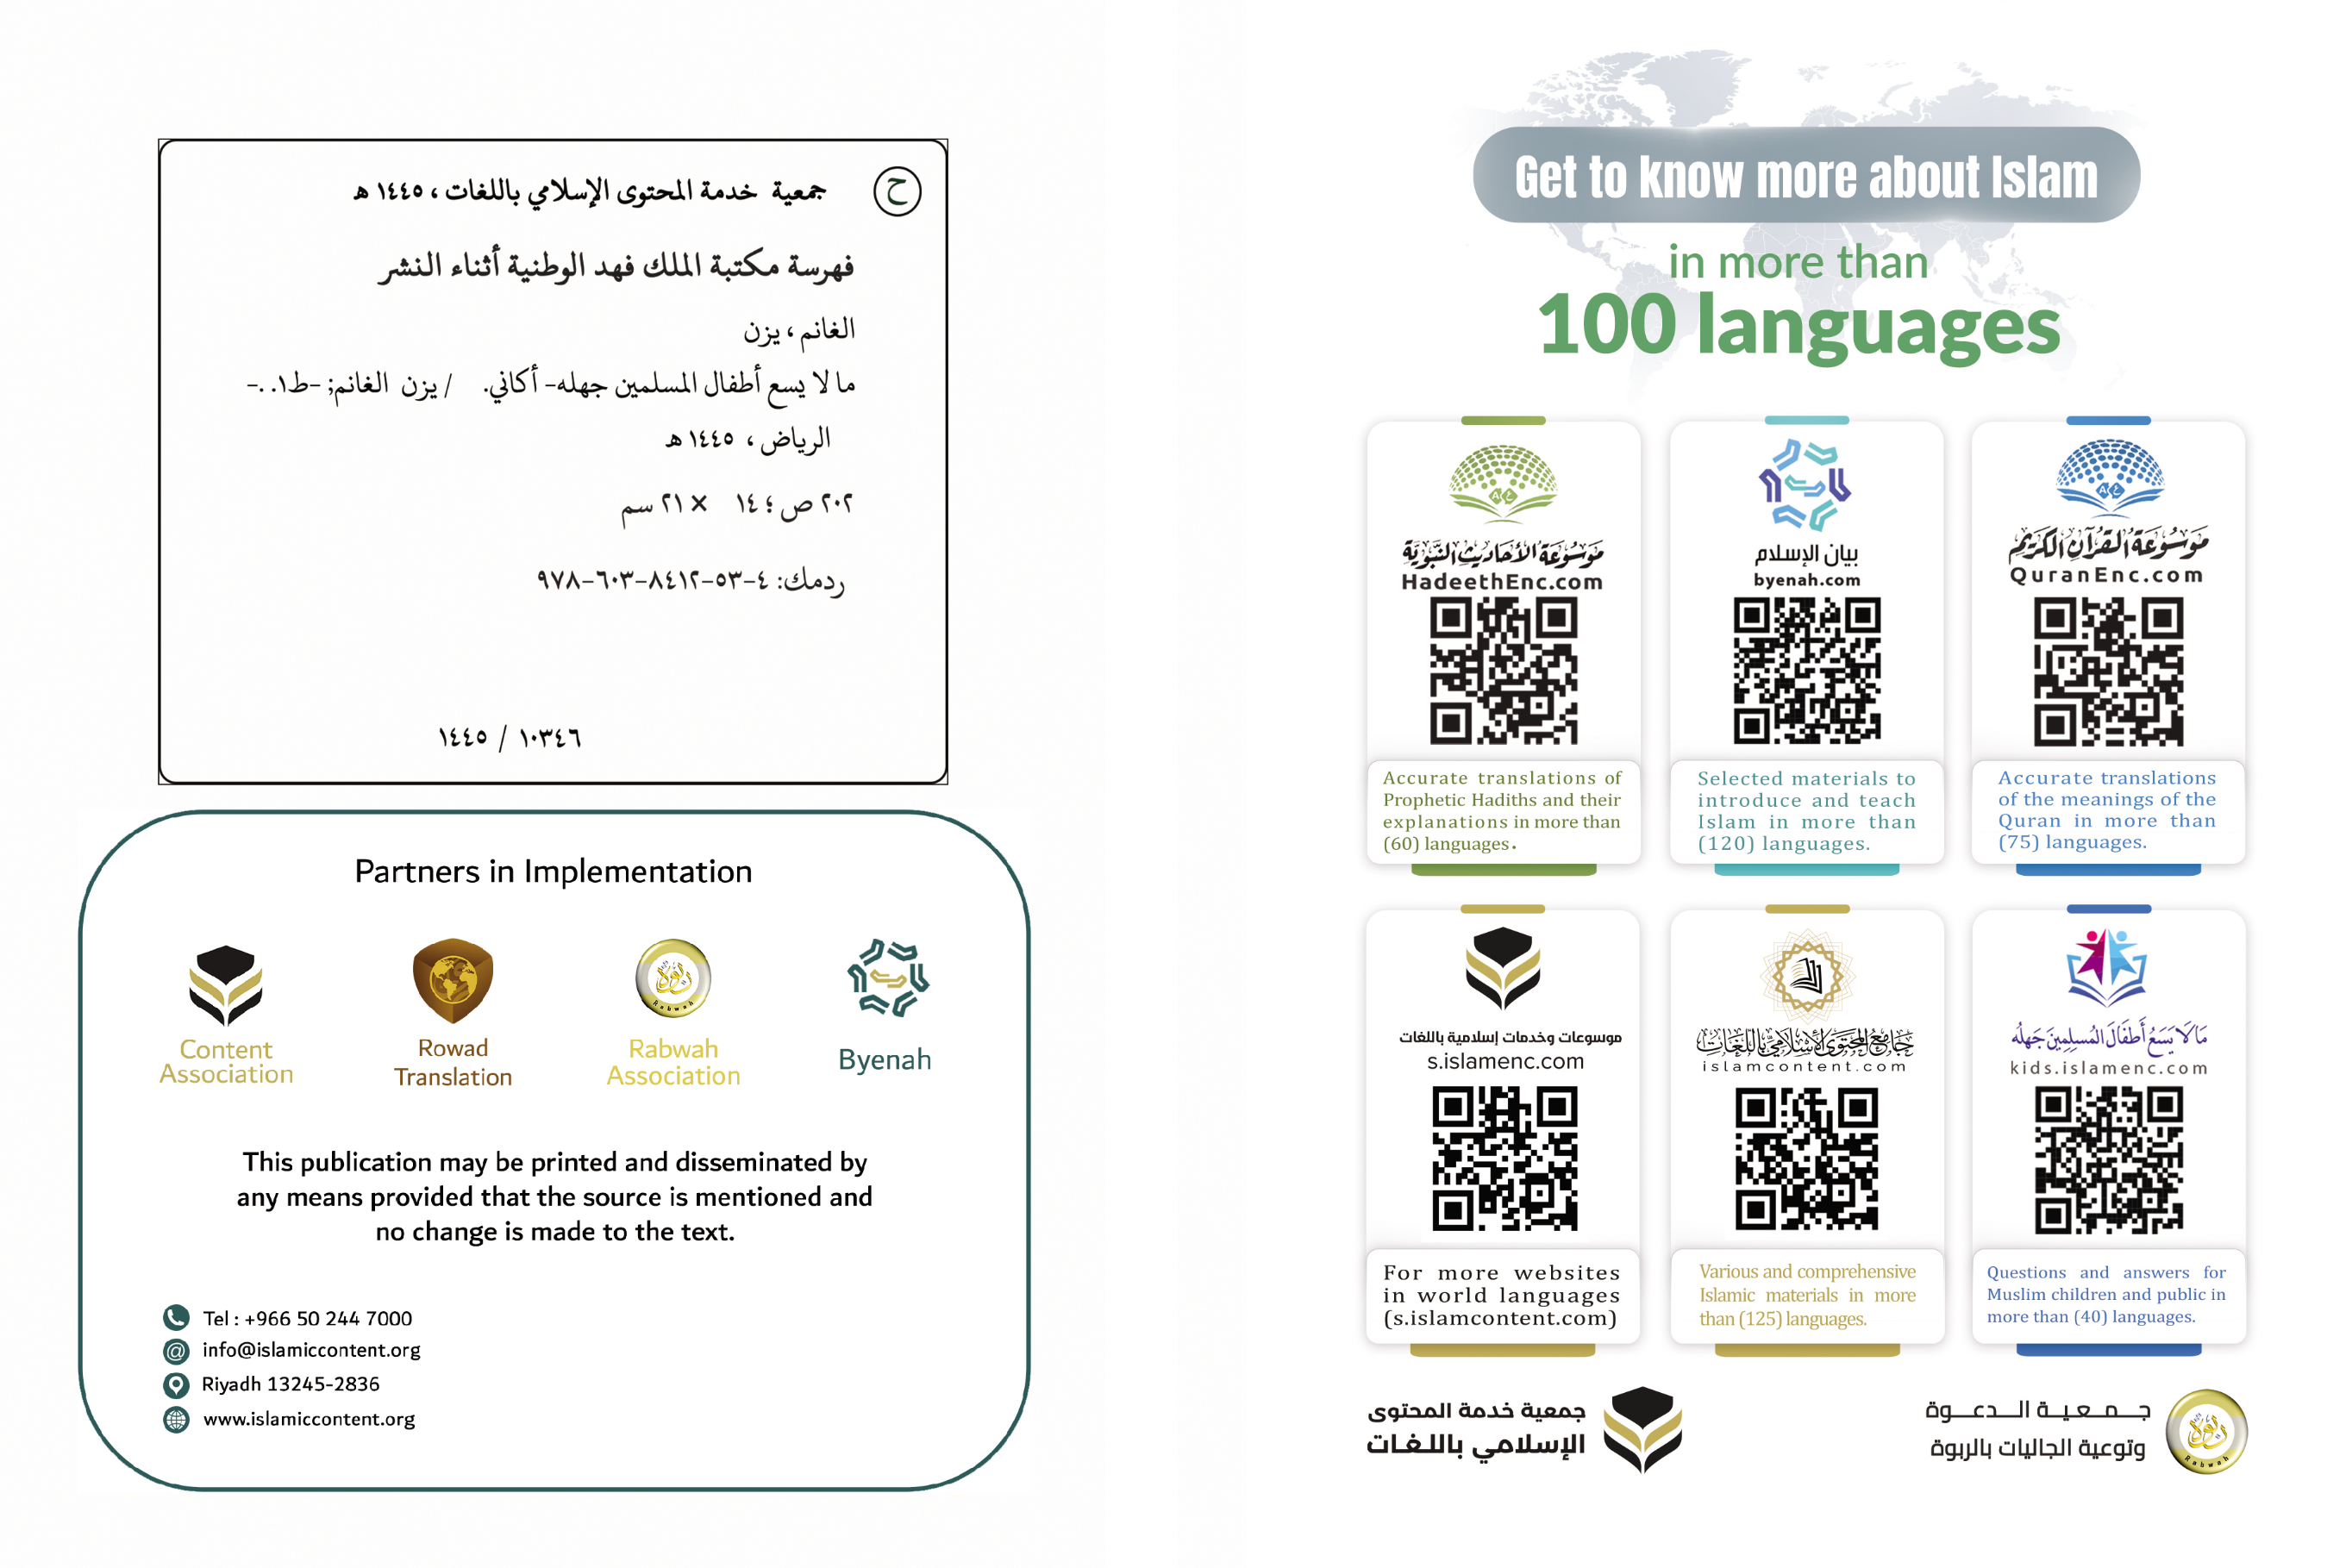 ح
جمعية خدمة المحتوى الإسلامي باللغات ، ١٤٤٥ هـ
فهرسة مكتبة الملك فهد الوطنية أثناء النشر
الغانم ، يزن
ما لا يسع أطفال المسلمين جهله- أكاني. / يزن الغانم; -ط١. .-
الرياض ، ١٤٤٥ هـ
٢٠٢ ص ؛ ١٤ × ٢١ سم
ردمك: ٤-٥٣-٨٤١٢-٦٠٣-٩٧٨
١٠٣٤٦ / ١٤٤٥
Partners in Implementation
Content
Association
Rowad
Translation
Rabwah
Rabwah
Association
Byenah
This publication may be printed and disseminated by
any means provided that the source is mentioned and
no change is made to the text.
Tel : +966 50 244 7000
info@islamiccontent.org
Riyadh 13245-2836
www.islamiccontent.org
Get to know more about Islam
in more than
100 languages
موسوعة الأحاديث النبوية
HadeethEnc.com
Accurate translations of
Prophetic Hadiths and their
explanations in more than
(60) languages.
بيان الإسلام
byenah.com
Selected materials to
introduce and teach
Islam in more than
(120) languages.
موسوعة القرآن الكريم
QuranEnc.com
Accurate translations
of the meanings of the
Quran in more than
(75) languages.
موسوعات وخدمات إسلامية باللغات
s.islamenc.com
For more websites
in world languages
(s.islamcontent.com)
جامع المحتوى الإسلامي باللغات
islamcontent.com
Various and comprehensive
Islamic materials in more
than (125) languages.
مَا لَا يَسَعُ أَطْفَالَ المُسلِمِينَ جَهلُه
kids.islamenc.com
Questions and answers for
Muslim children and public in
more than (40) languages.
جمعية خدمة المحتوى
الإسلامي باللغات
جـمـعـيـة الـدعـوة
وتوعية الجاليات بالربوة
Rabwah